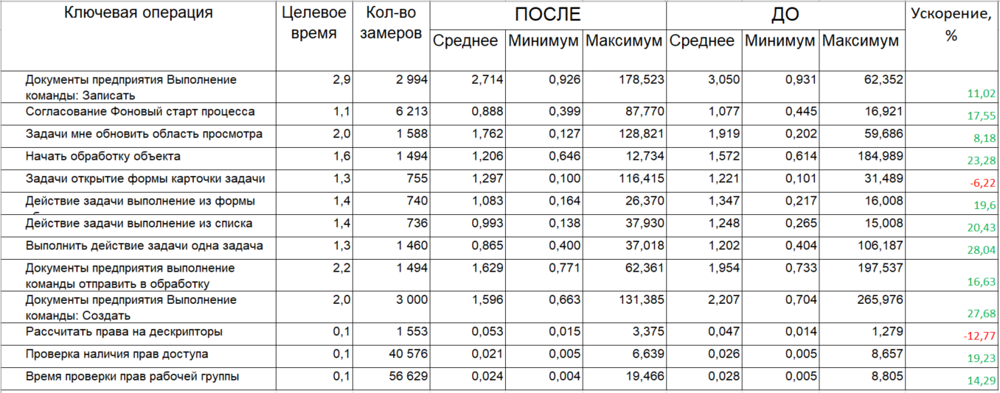 Ключевая операция Целевое время Кол-во замеров ПОСЛЕ ДО Ускорение, %
Среднее Минимум Максимум Среднее Минимум Максимум
Документы предприятия Выполнение 2,9 2 994 2,714 0,926 178,523 3,050 0,931 62,352
команды: Записать 11,02
Согласование Фоновый старт процесса 1,1 6 213 0,888 0,399 87,770 1,077 0,445 16,921 17,55
Задачи мне обновить область просмотра 2,0 1 588 1,762 0,127 128,821 1,919 0,202 59,686 8,18
Начать обработку объекта 1,6 1 494 1,206 0,646 12,734 1,572 0,614 184,989 23,28
Задачи открытие формы карточки задачи 1,3 755 1,297 0,100 116,415 1,221 0,101 31,489 -6,22
Действие задачи выполнение из формы 1,4 740 1,083 0,164 26,370 1,347 0,217 16,008 19,6
Действие задачи выполнение из списка 1,4 736 0,993 0,138 37,930 1,248 0,265 15,008 20,43
Выполнить действие задачи одна задача 1,3 1 460 0,865 0,400 37,018 1,202 0,404 106,187 28,04
Документы предприятия выполнение 2,2 1 494 1,629 0,771 62,361 1,954 0,733 197,537
команды отправить в обработку 16,63
Документы предприятия Выполнение 2,0 3 000 1,596 0,663 131,385 2,207 0,704 265,976
команды: Создать 27,68
Рассчитать права на дескрипторы 0,1 1 553 0,053 0,015 3,375 0,047 0,014 1,279 -12,77
Проверка наличия прав доступа 0,1 40 576 0,021 0,005 6,639 0,026 0,005 8,657 19,23
Время проверки прав рабочей группы 0,1 56 629 0,024 0,004 19,466 0,028 0,005 8,805 14,29